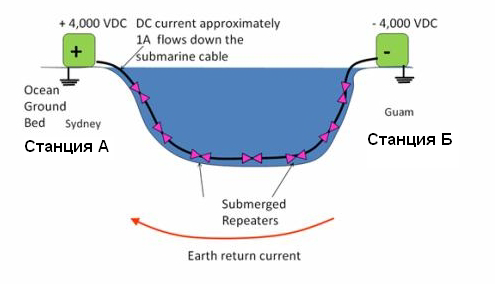 + 4,000 VDC
DC current approximately
1A flows down the
submarine cable
- 4,000 VDC
+
-
Ocean
Ground
Bed
Sydney
Станция А
Guam
Станция Б
Submerged
Repeaters
Earth return current